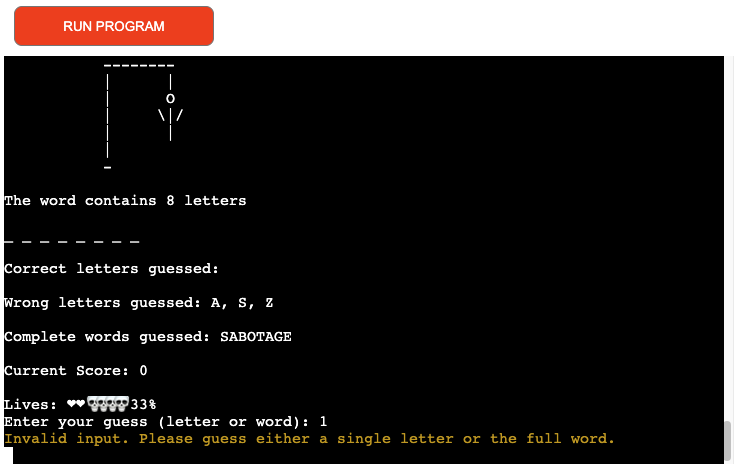 RUN PROGRAM
--------
|      |
|      O
|     \|/
|      |
|
-
The word contains 8 letters
_ _ _ _ _ _ _ _
Correct letters guessed:
Wrong letters guessed: A, S, Z
Complete words guessed: SABOTAGE
Current Score: 0
Lives: ❤❤💀💀💀💀33%
Enter your guess (letter or word): 1
Invalid input. Please guess either a single letter or the full word.